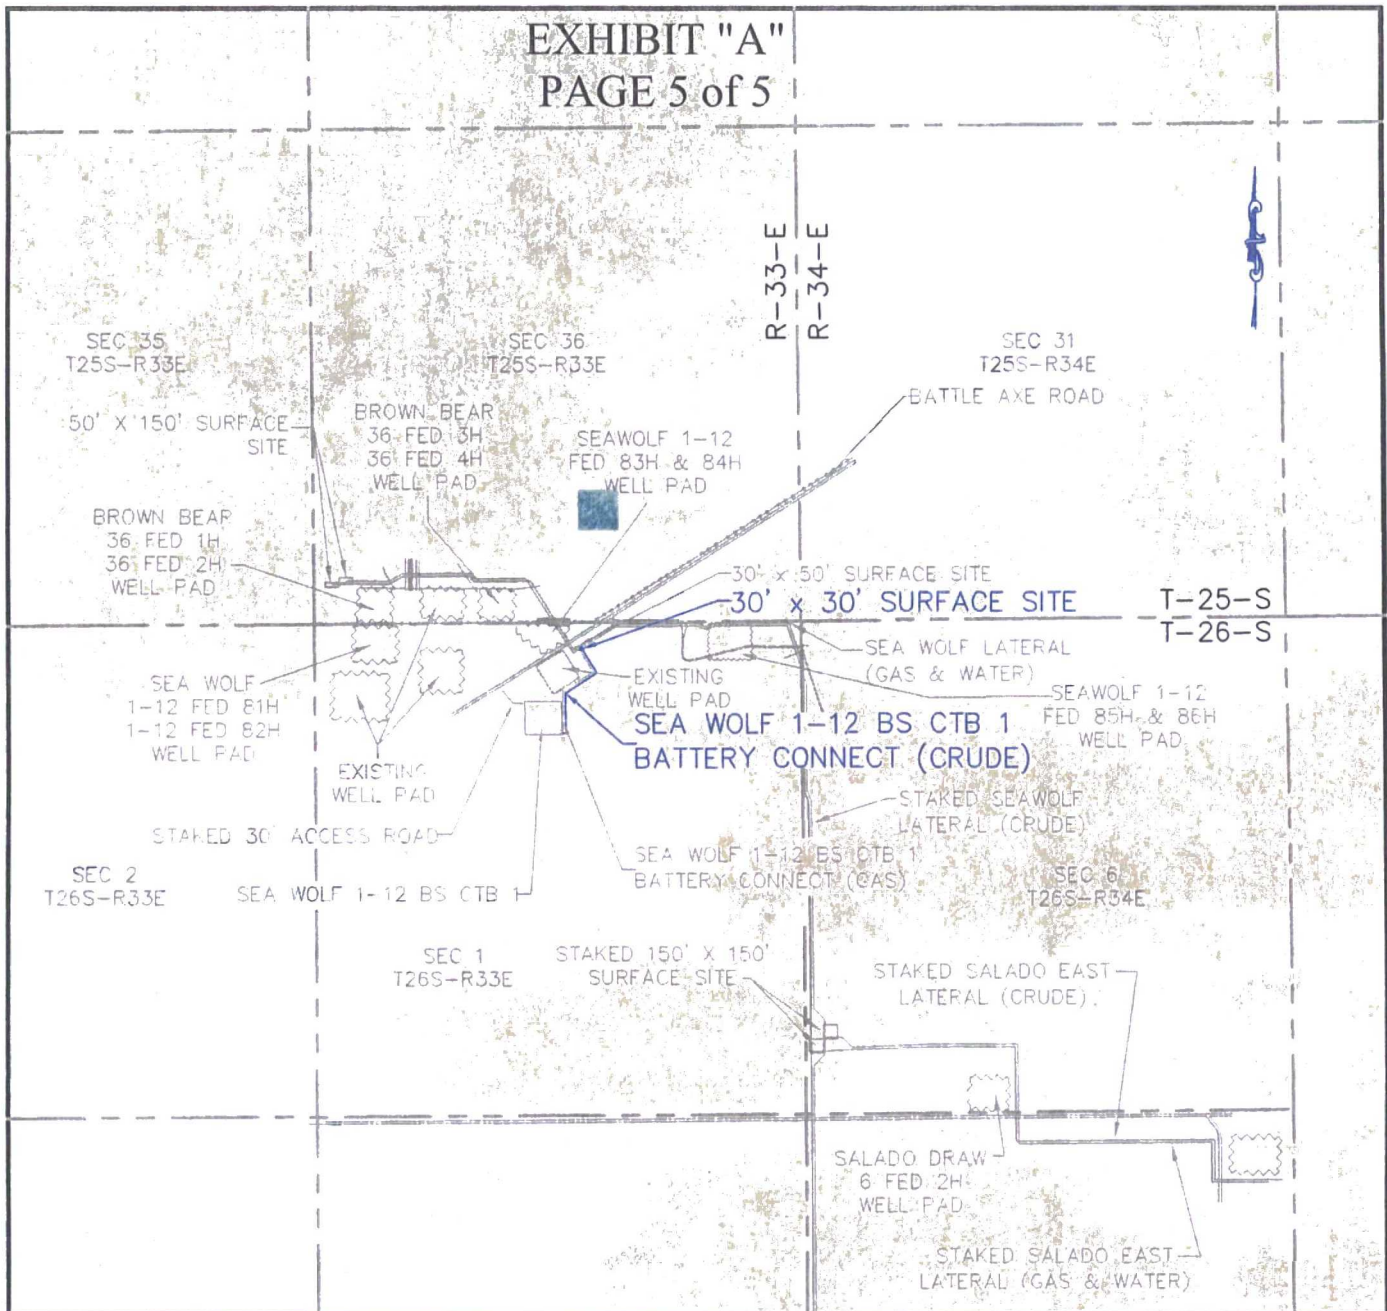 EXHIBIT "A"
PAGE 5 of 5
R-33-E
R-34-E
SEC 35
T25S-R33E
SEC 36
T25S-R33E
SEC 31
T25S-R34E
BATTLE AXE ROAD
50' X 150' SURFACE
SITE
BROWN BEAR
36 FED 3H
36 FED 4H
WELL PAD
SEAWOLF 1-12
FED 83H & 84H
WELL PAD
BROWN BEAR
36 FED 1H
36 FED 2H
WELL PAD
30' x 50' SURFACE SITE
30' x 30' SURFACE SITE
T-25-S
T-26-S
SEA WOLF LATERAL
(GAS & WATER)
EXISTING
WELL PAD
SEA WOLF
1-12 FED 81H
1-12 FED 82H
WELL PAD
SEAWOLF 1-12
FED 85H & 86H
WELL PAD
SEA WOLF 1-12 BS CTB 1
BATTERY CONNECT (CRUDE)
EXISTING
WELL PAD
STAKED SEAWOLF
LATERAL (CRUDE)
STAKED 30' ACCESS ROAD
SEA WOLF 1-12 BS CTB 1
BATTERY CONNECT (GAS)
SEC 2
T26S-R33E
SEA WOLF 1-12 BS CTB 1
SEC 6
T26S-R34E
SEC 1
T26S-R33E
STAKED 150' X 150'
SURFACE SITE
STAKED SALADO EAST
LATERAL (CRUDE)
SALADO DRAW
6 FED 2H
WELL PAD
STAKED SALADO EAST
LATERAL (GAS & WATER)